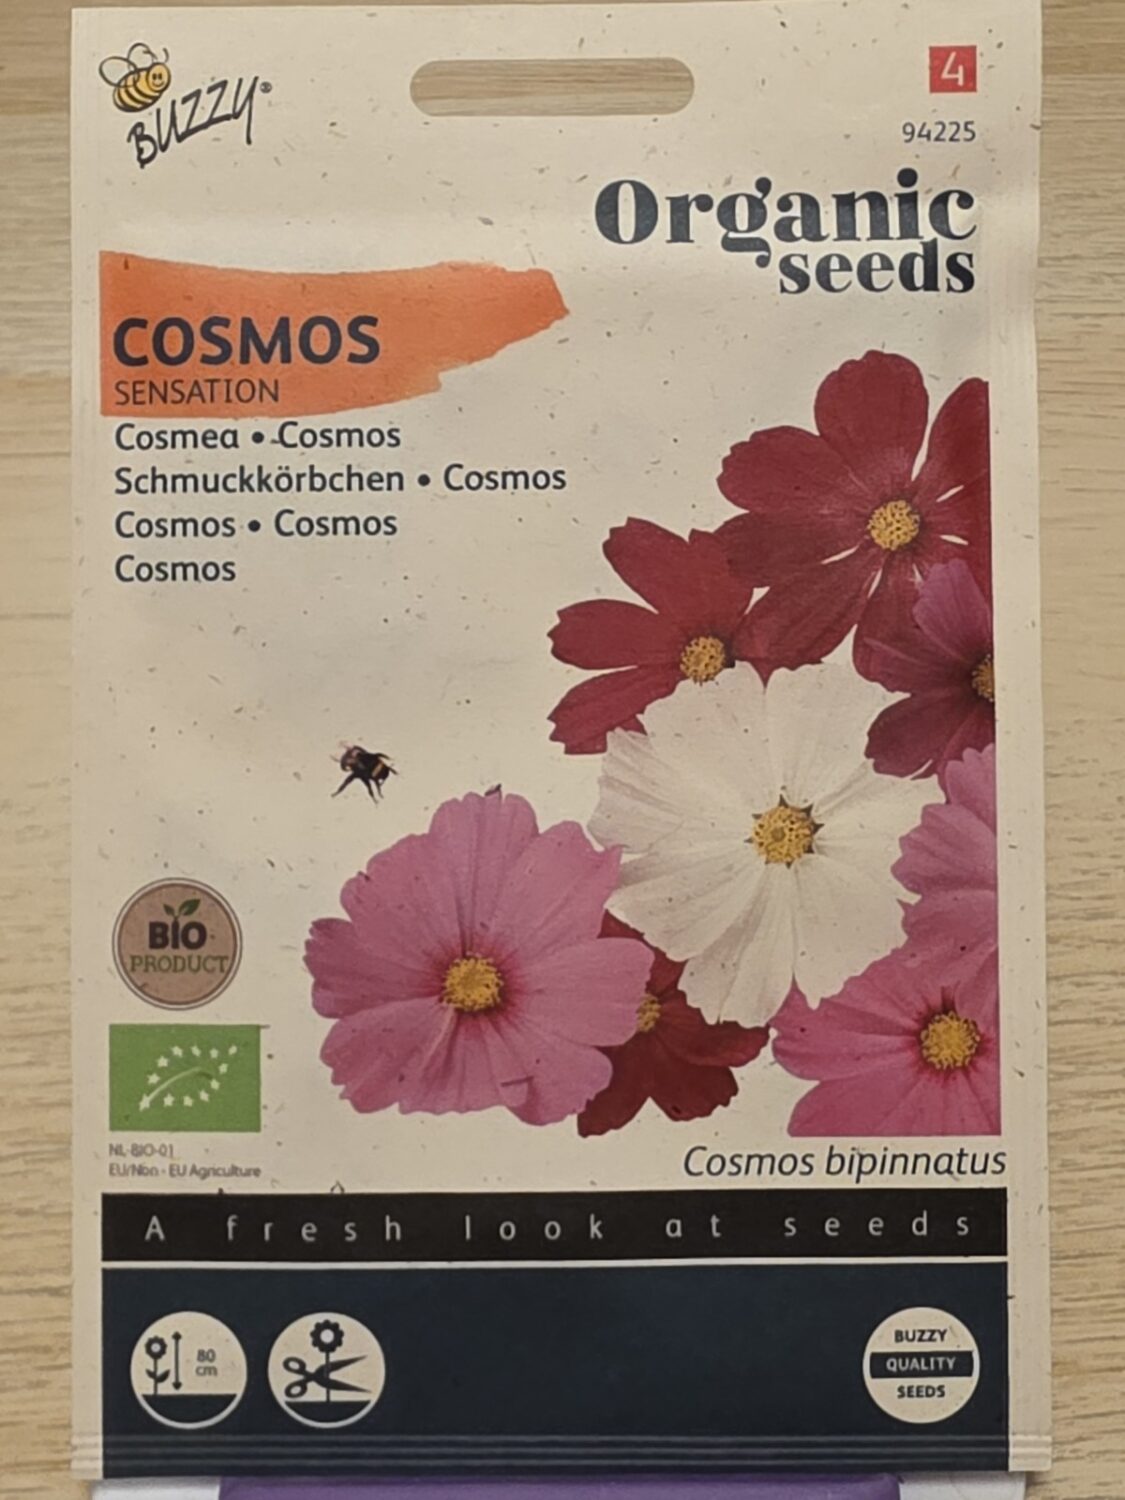 BUZZY®
4
94225
Organic
seeds
COSMOS
SENSATION
Cosmea • Cosmos
Schmuckkörbchen • Cosmos
Cosmos • Cosmos
Cosmos
BIO
PRODUCT
NL-BIO-01
EU/Non - EU Agriculture
Cosmos bipinnatus
A fresh look at seeds
80
cm
BUZZY
QUALITY
SEEDS